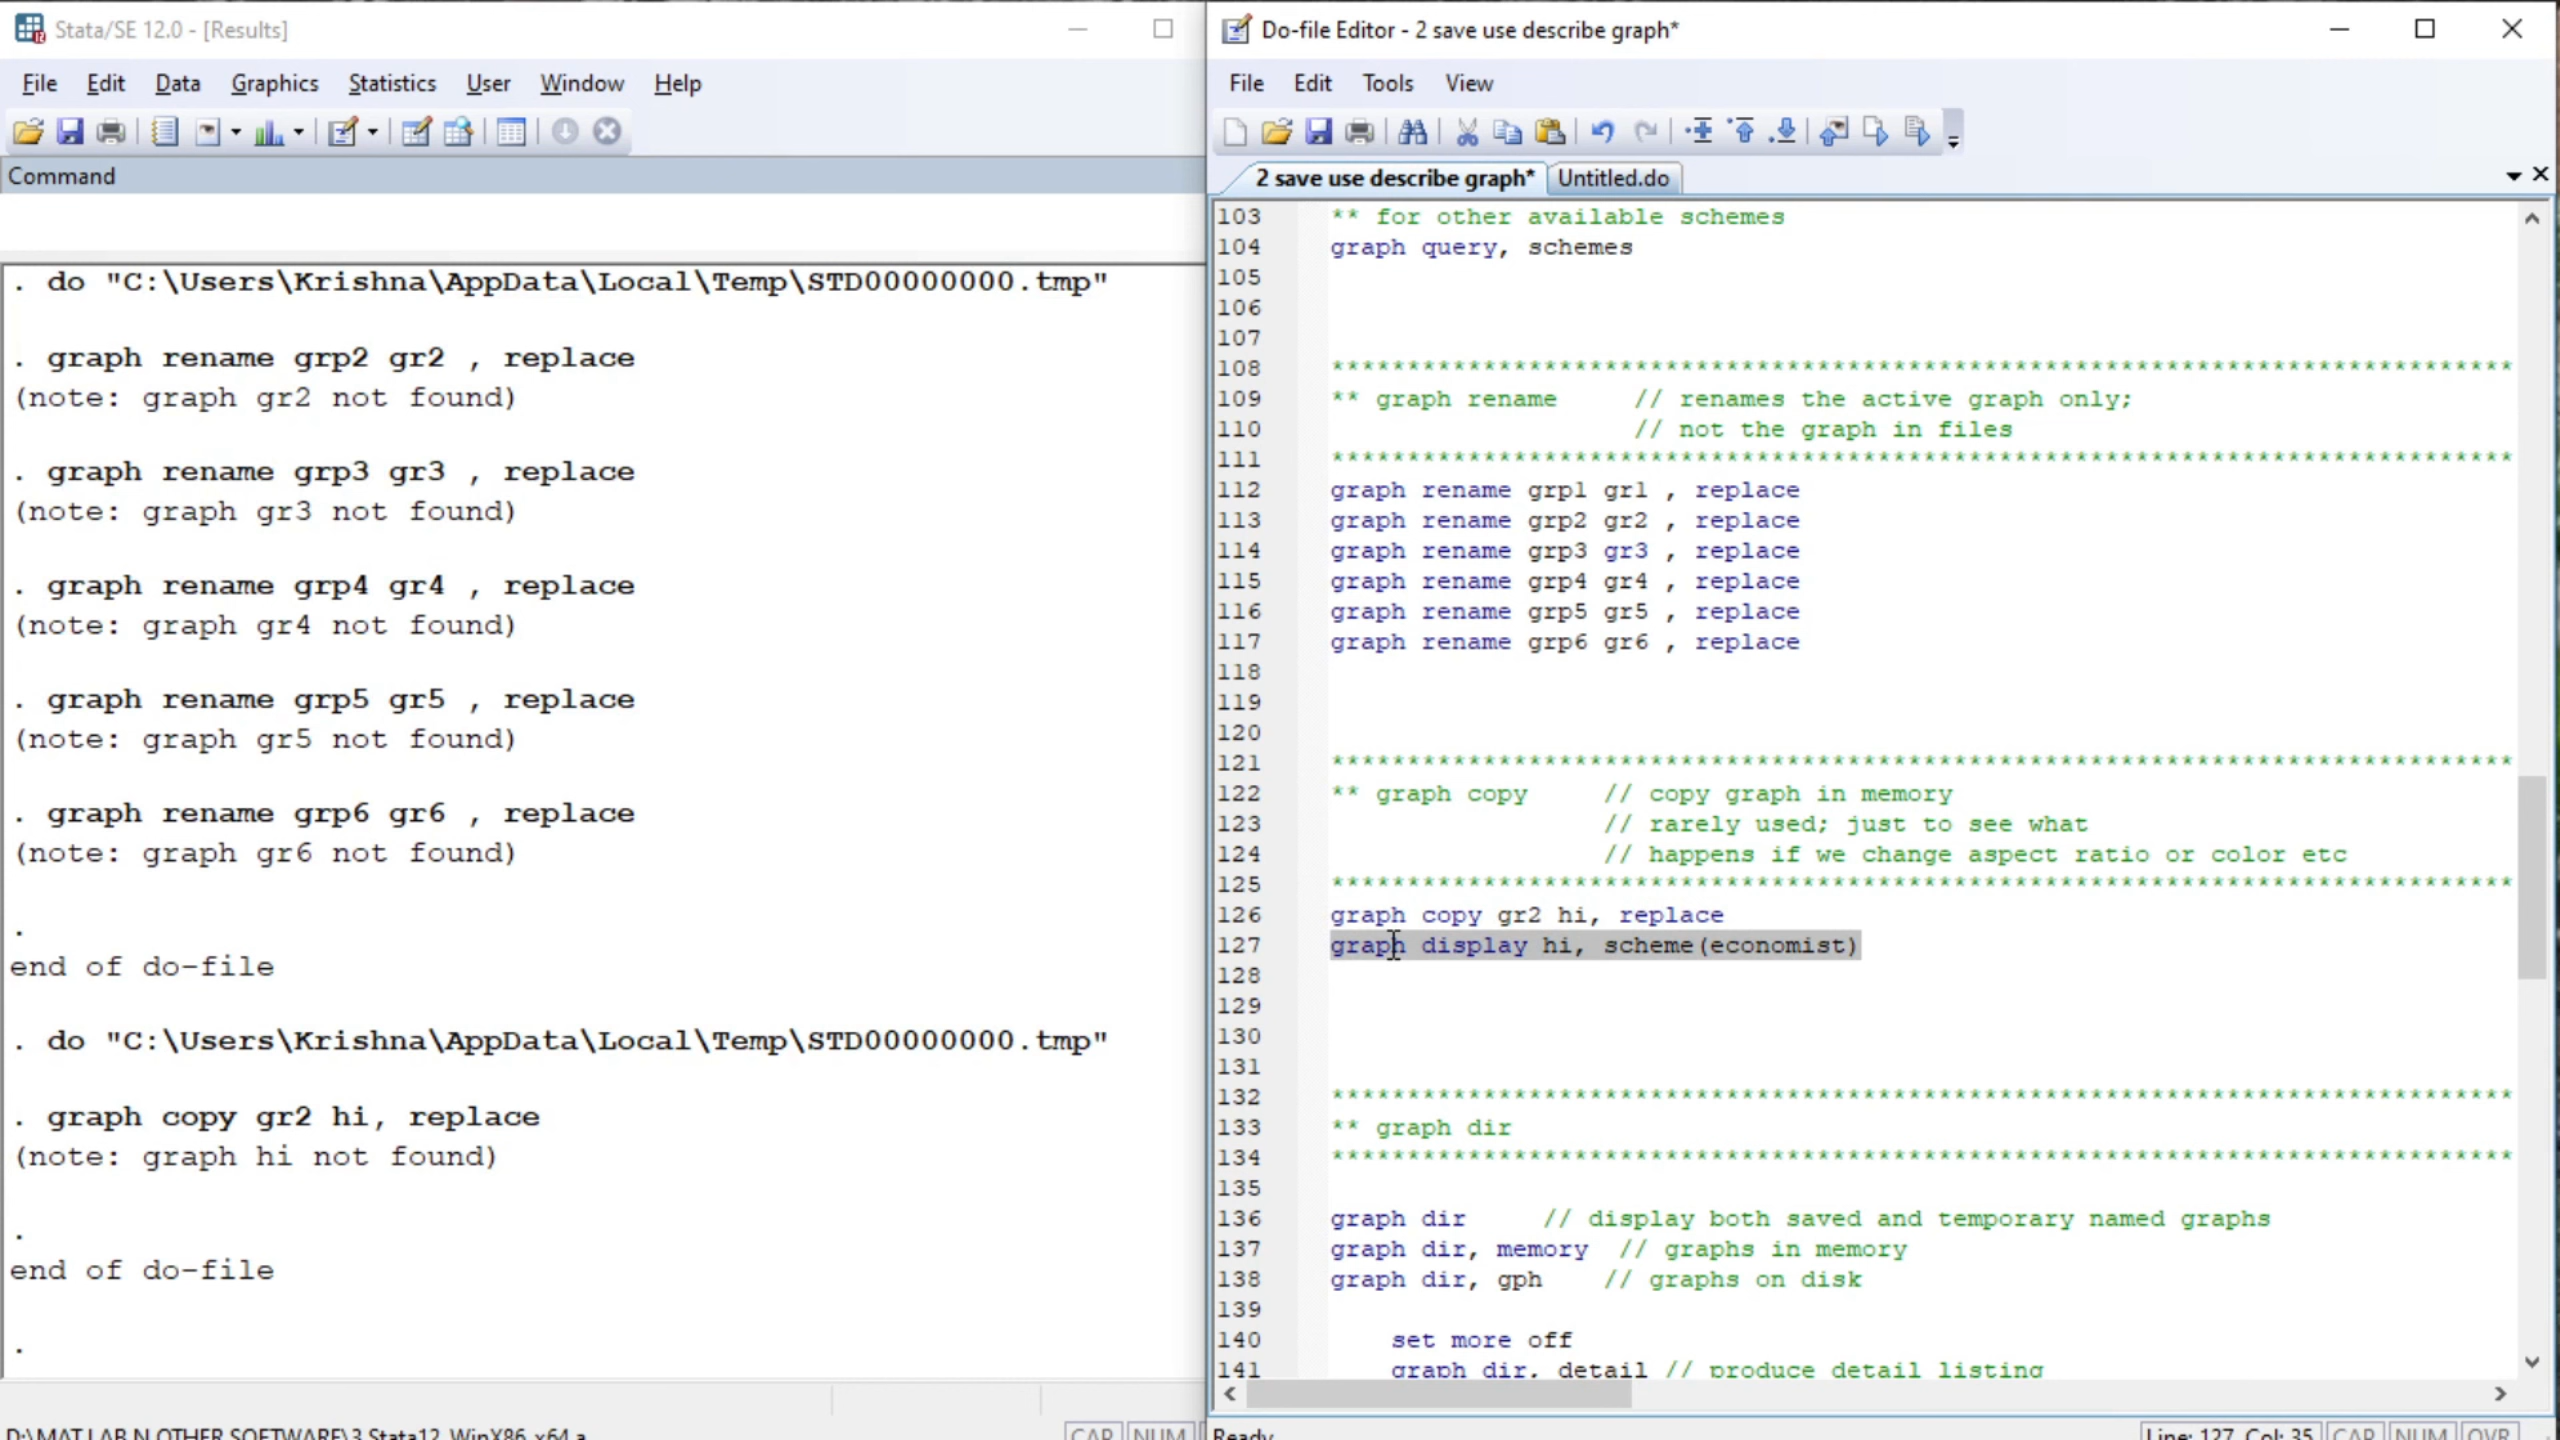 Stata/SE 12.0 - [Results]
File Edit Data Graphics Statistics User Window Help
Command
. do "C:\Users\Krishna\AppData\Local\Temp\STD00000000.tmp"
. graph rename grp2 gr2 , replace
(note: graph gr2 not found)
. graph rename grp3 gr3 , replace
(note: graph gr3 not found)
. graph rename grp4 gr4 , replace
(note: graph gr4 not found)
. graph rename grp5 gr5 , replace
(note: graph gr5 not found)
. graph rename grp6 gr6 , replace
(note: graph gr6 not found)
.
end of do-file
. do "C:\Users\Krishna\AppData\Local\Temp\STD00000000.tmp"
. graph copy gr2 hi, replace
(note: graph hi not found)
.
end of do-file
.
D:\MAT LAB N OTHER SOFTWARE\3 Stata12_WinX86_x64 a
CAP NUM
Do-file Editor - 2 save use describe graph*
File Edit Tools View
2 save use describe graph* Untitled.do
103 ** for other available schemes
104 graph query, schemes
105
106
107
108 ******************************************************************************
109 ** graph rename // renames the active graph only;
110 // not the graph in files
111 ******************************************************************************
112 graph rename grp1 gr1 , replace
113 graph rename grp2 gr2 , replace
114 graph rename grp3 gr3 , replace
115 graph rename grp4 gr4 , replace
116 graph rename grp5 gr5 , replace
117 graph rename grp6 gr6 , replace
118
119
120
121 ******************************************************************************
122 ** graph copy // copy graph in memory
123 // rarely used; just to see what
124 // happens if we change aspect ratio or color etc
125 ******************************************************************************
126 graph copy gr2 hi, replace
127 graph display hi, scheme(economist)
128
129
130
131
132 ******************************************************************************
133 ** graph dir
134 ******************************************************************************
135
136 graph dir // display both saved and temporary named graphs
137 graph dir, memory // graphs in memory
138 graph dir, gph // graphs on disk
139
140 set more off
141 graph dir, detail // produce detail listing
Ready
Line: 127, Col: 35 CAP NUM OVR